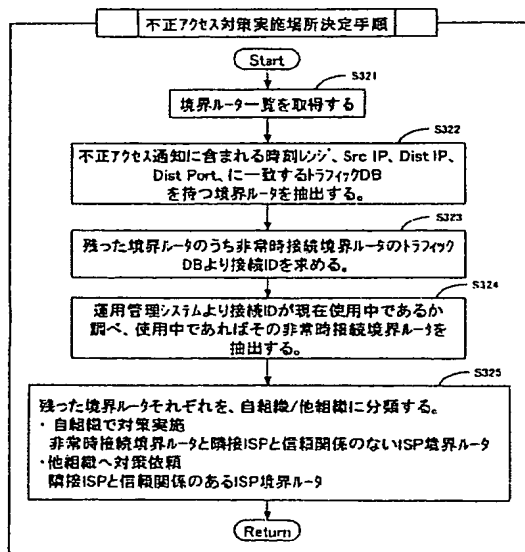 不正アクセス対策実施場所決定手順
Start
S321
境界ルータ一覧を取得する
S322
不正アクセス通知に含まれる時刻レンジ、Src IP、Dist IP、
Dist Port、に一致するトラフィックDB
を持つ境界ルータを抽出する。
S323
残った境界ルータのうち非常時接続境界ルータのトラフィック
DBより接続IDを求める。
S324
運用管理システムより接続IDが現在使用中であるか
調べ、使用中であればその非常時接続境界ルータを
抽出する。
S325
残った境界ルータそれぞれを、自組織/他組織に分類する。
・自組織で対策実施
非常時接続境界ルータと隣接ISPと信頼関係のないISP境界ルータ
・他組織へ対策依頼
隣接ISPと信頼関係のあるISP境界ルータ
Return